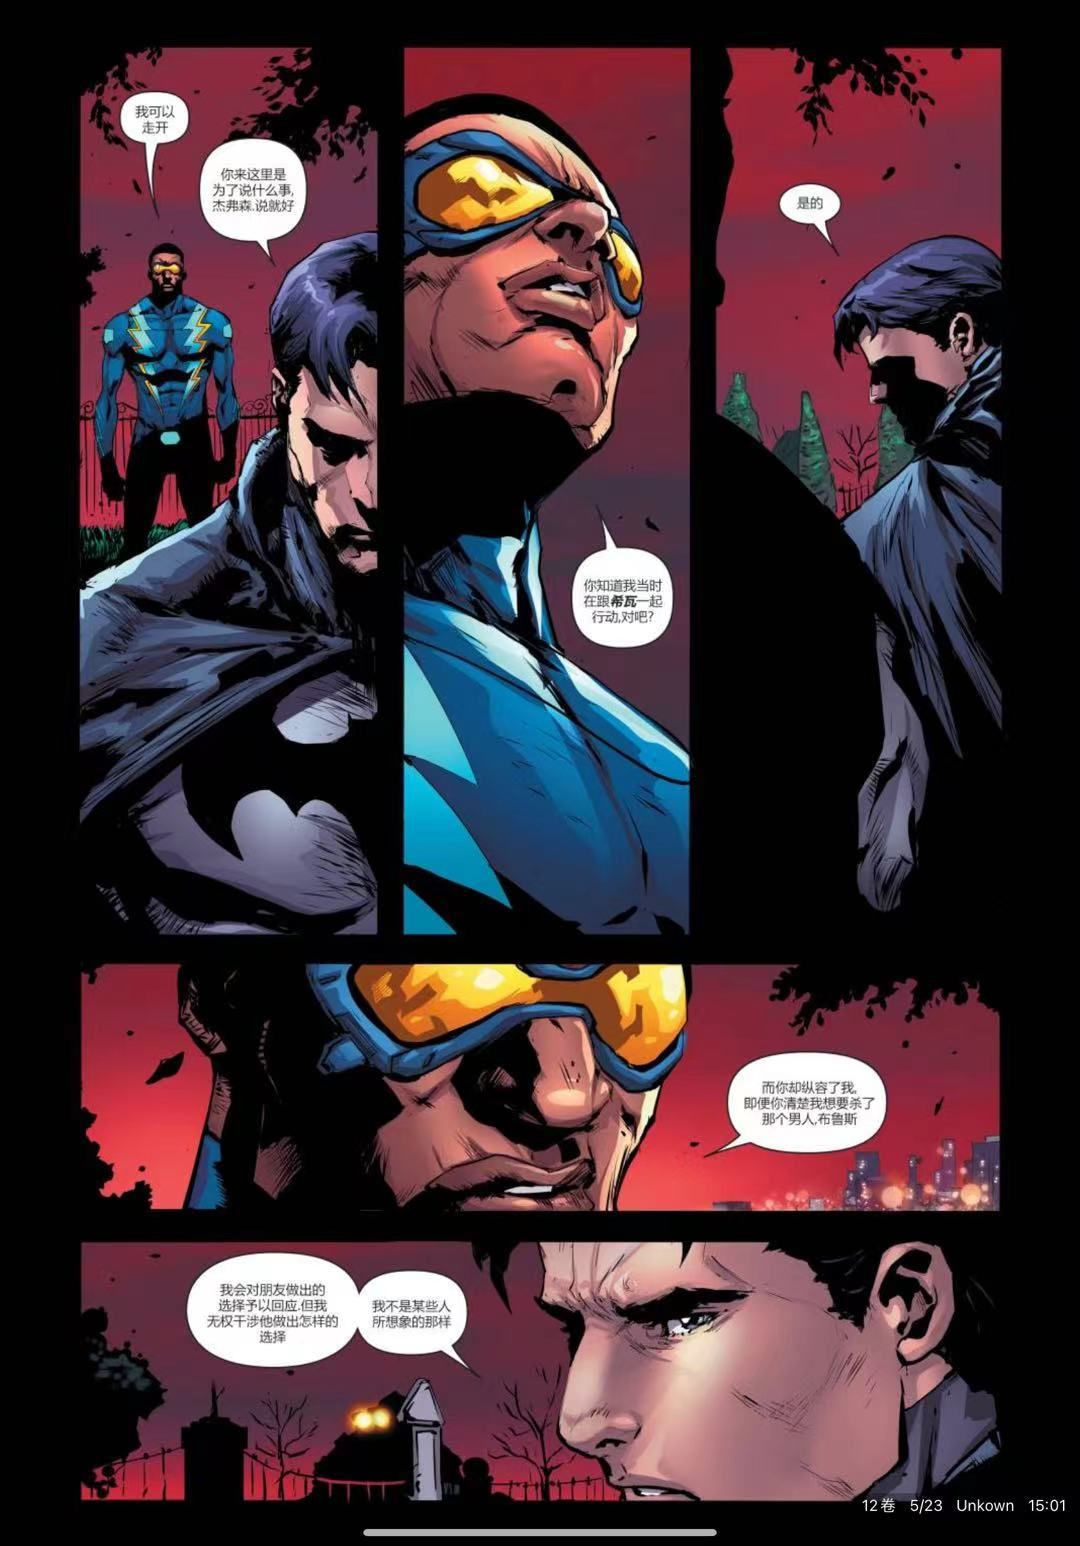 我可以
走开
你来这里是
为了说什么事,
杰弗森.说就好
你知道我当时
在跟希瓦一起
行动,对吧?
是的
而你却纵容了我,
即便你清楚我想要杀了
那个男人,布鲁斯
我会对朋友做出的
选择予以回应.但我
无权干涉他做出怎样的
选择
我不是某些人
所想象的那样
12卷 5/23 Unkown 15:01